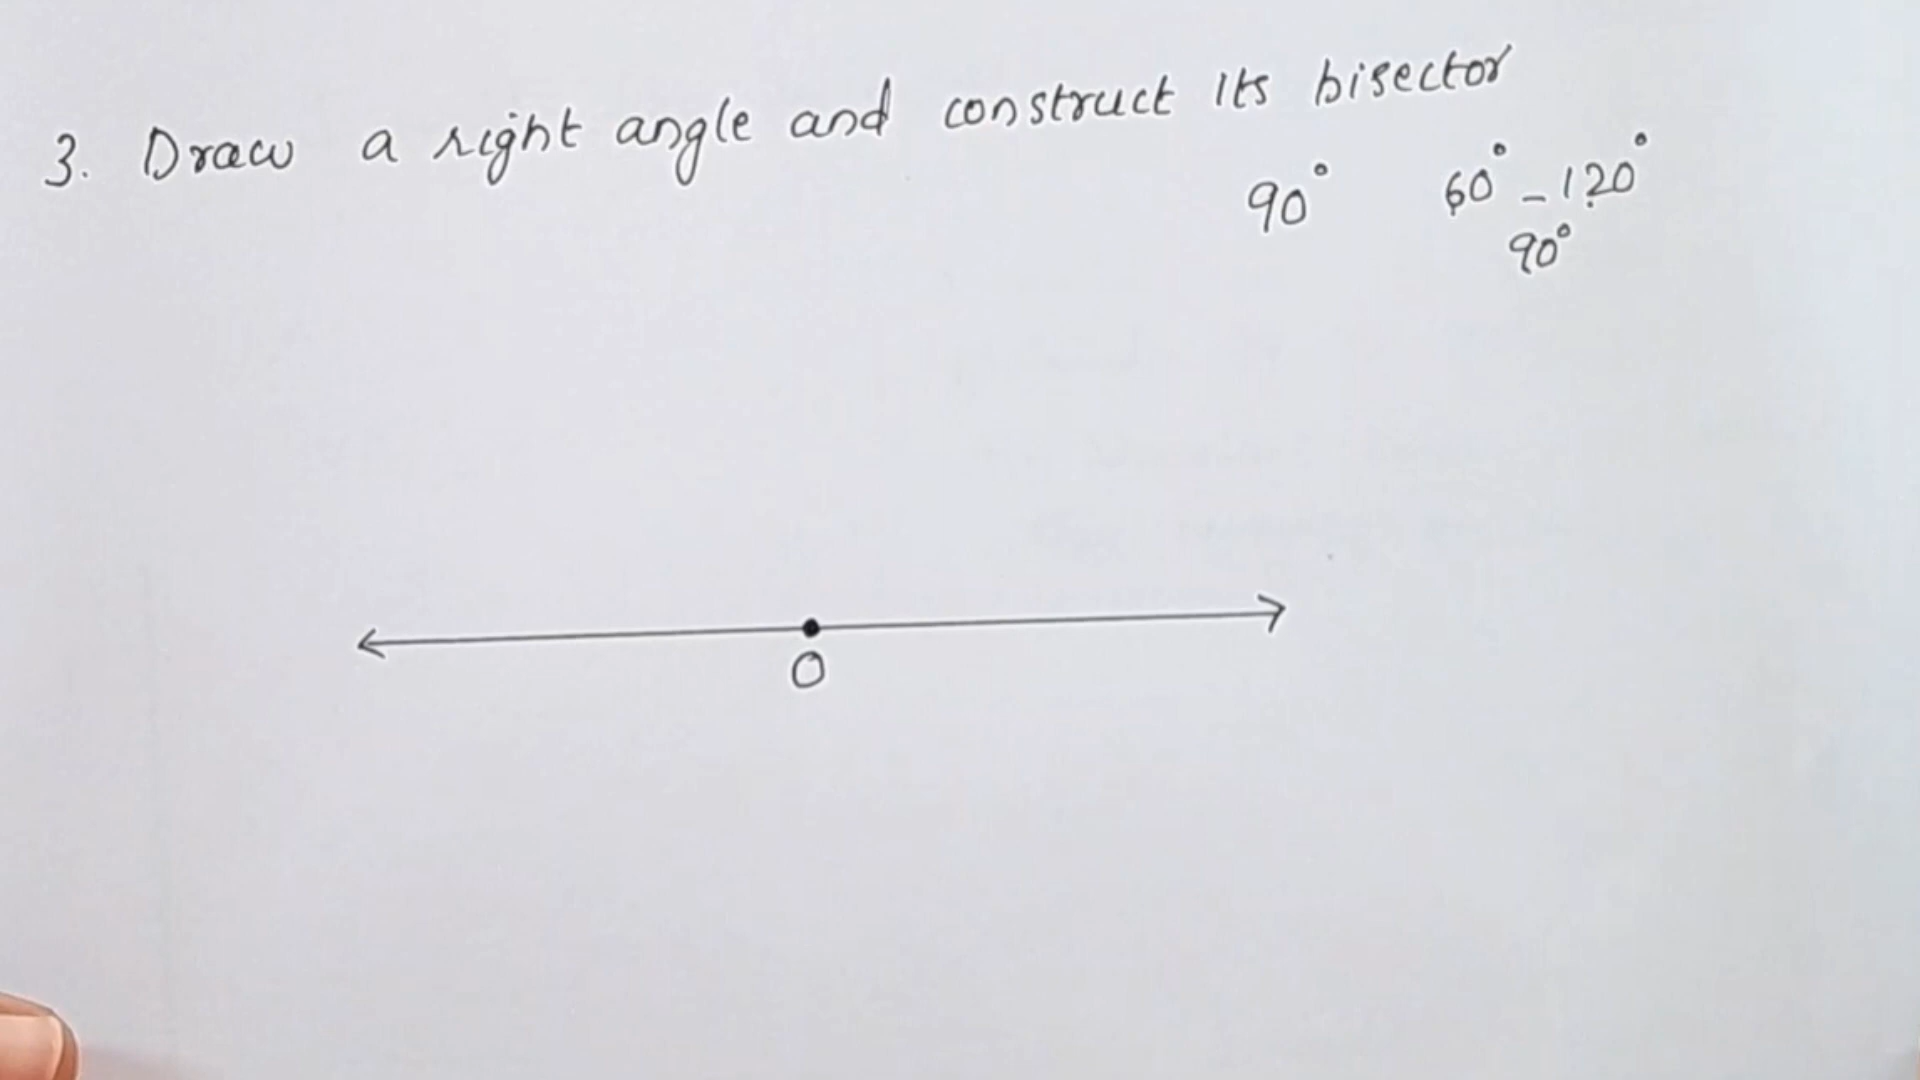 3. Draw a right angle and construct its bisector
90° 60° - 120°
90°
O